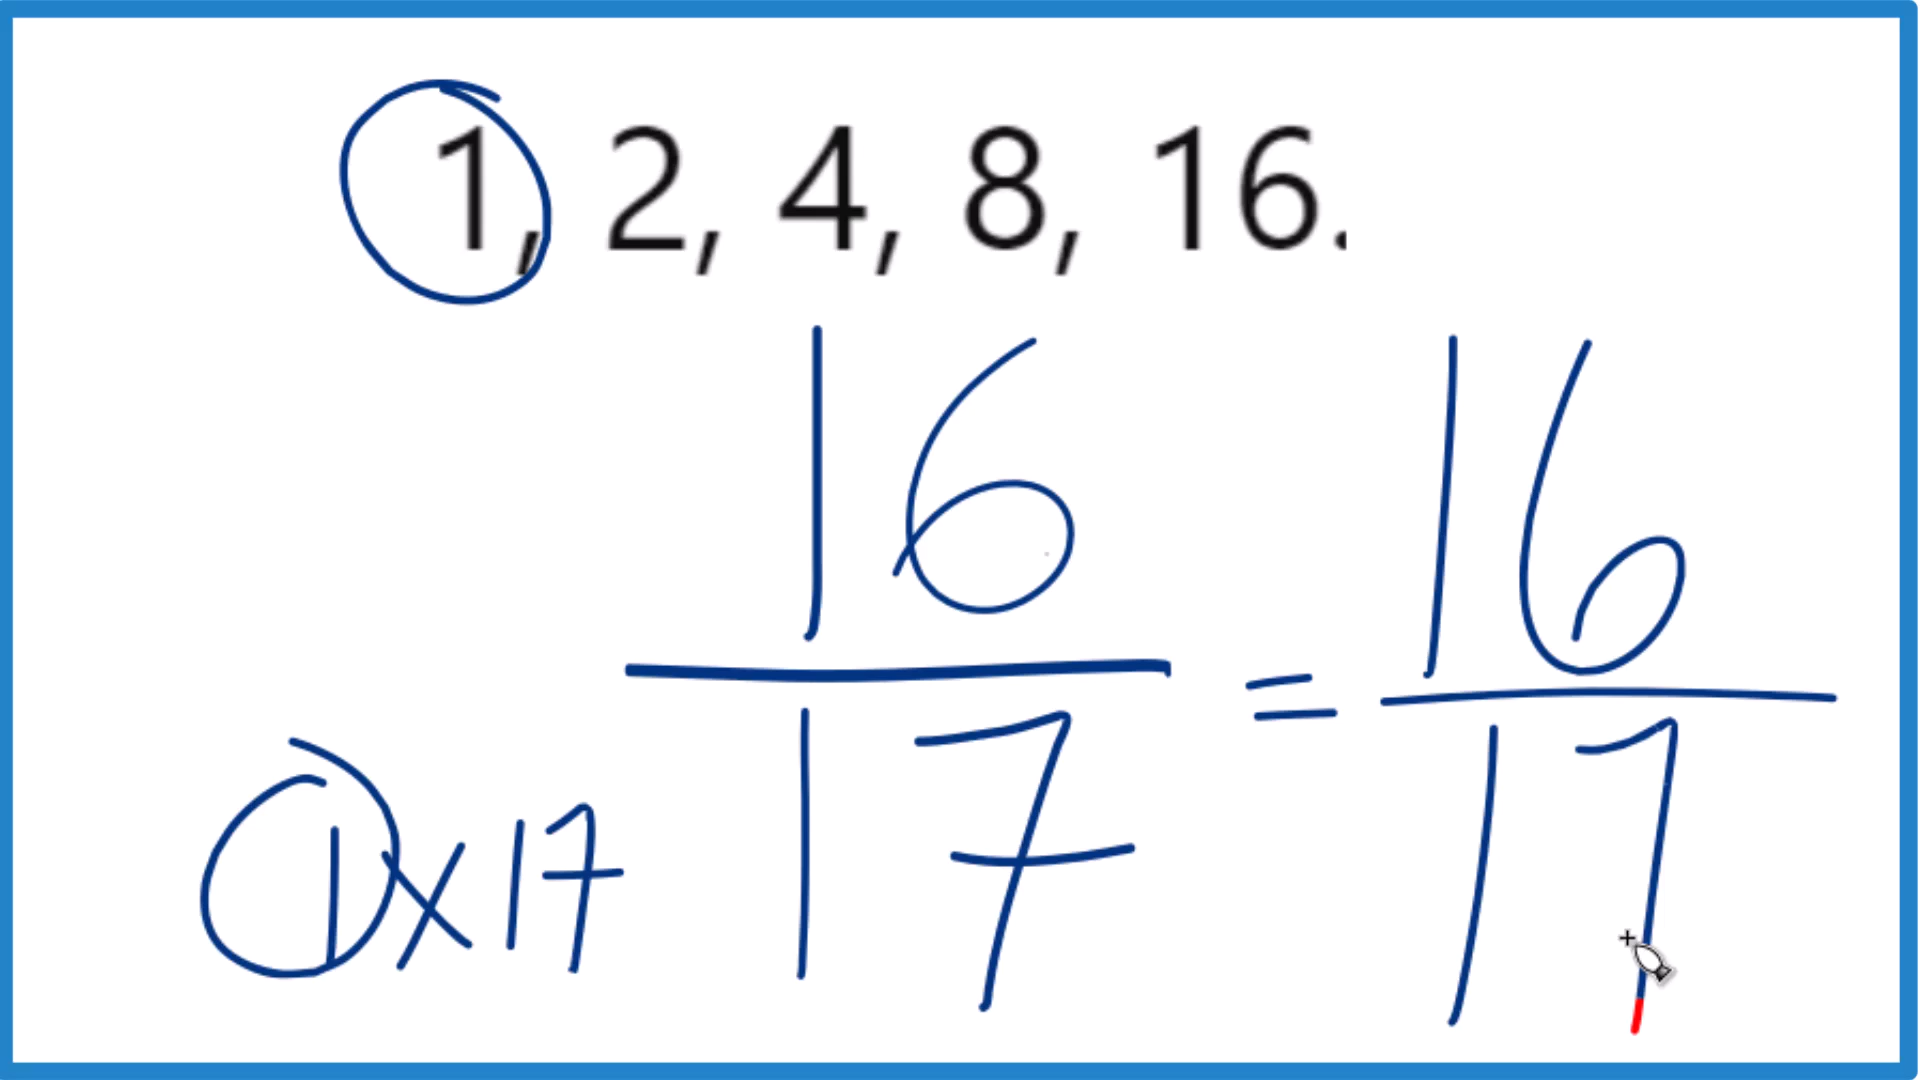 1, 2, 4, 8, 16.
16/17 = 16/17
1x17